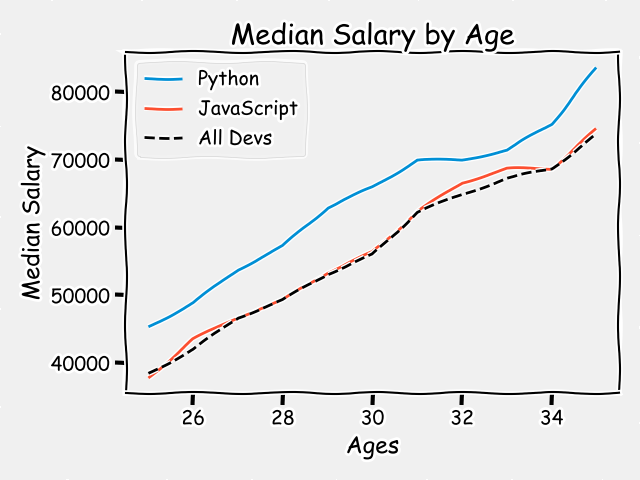 Median Salary by Age
Python
JavaScript
All Devs
80000
70000
60000
50000
40000
Median Salary
26 28 30 32 34
Ages